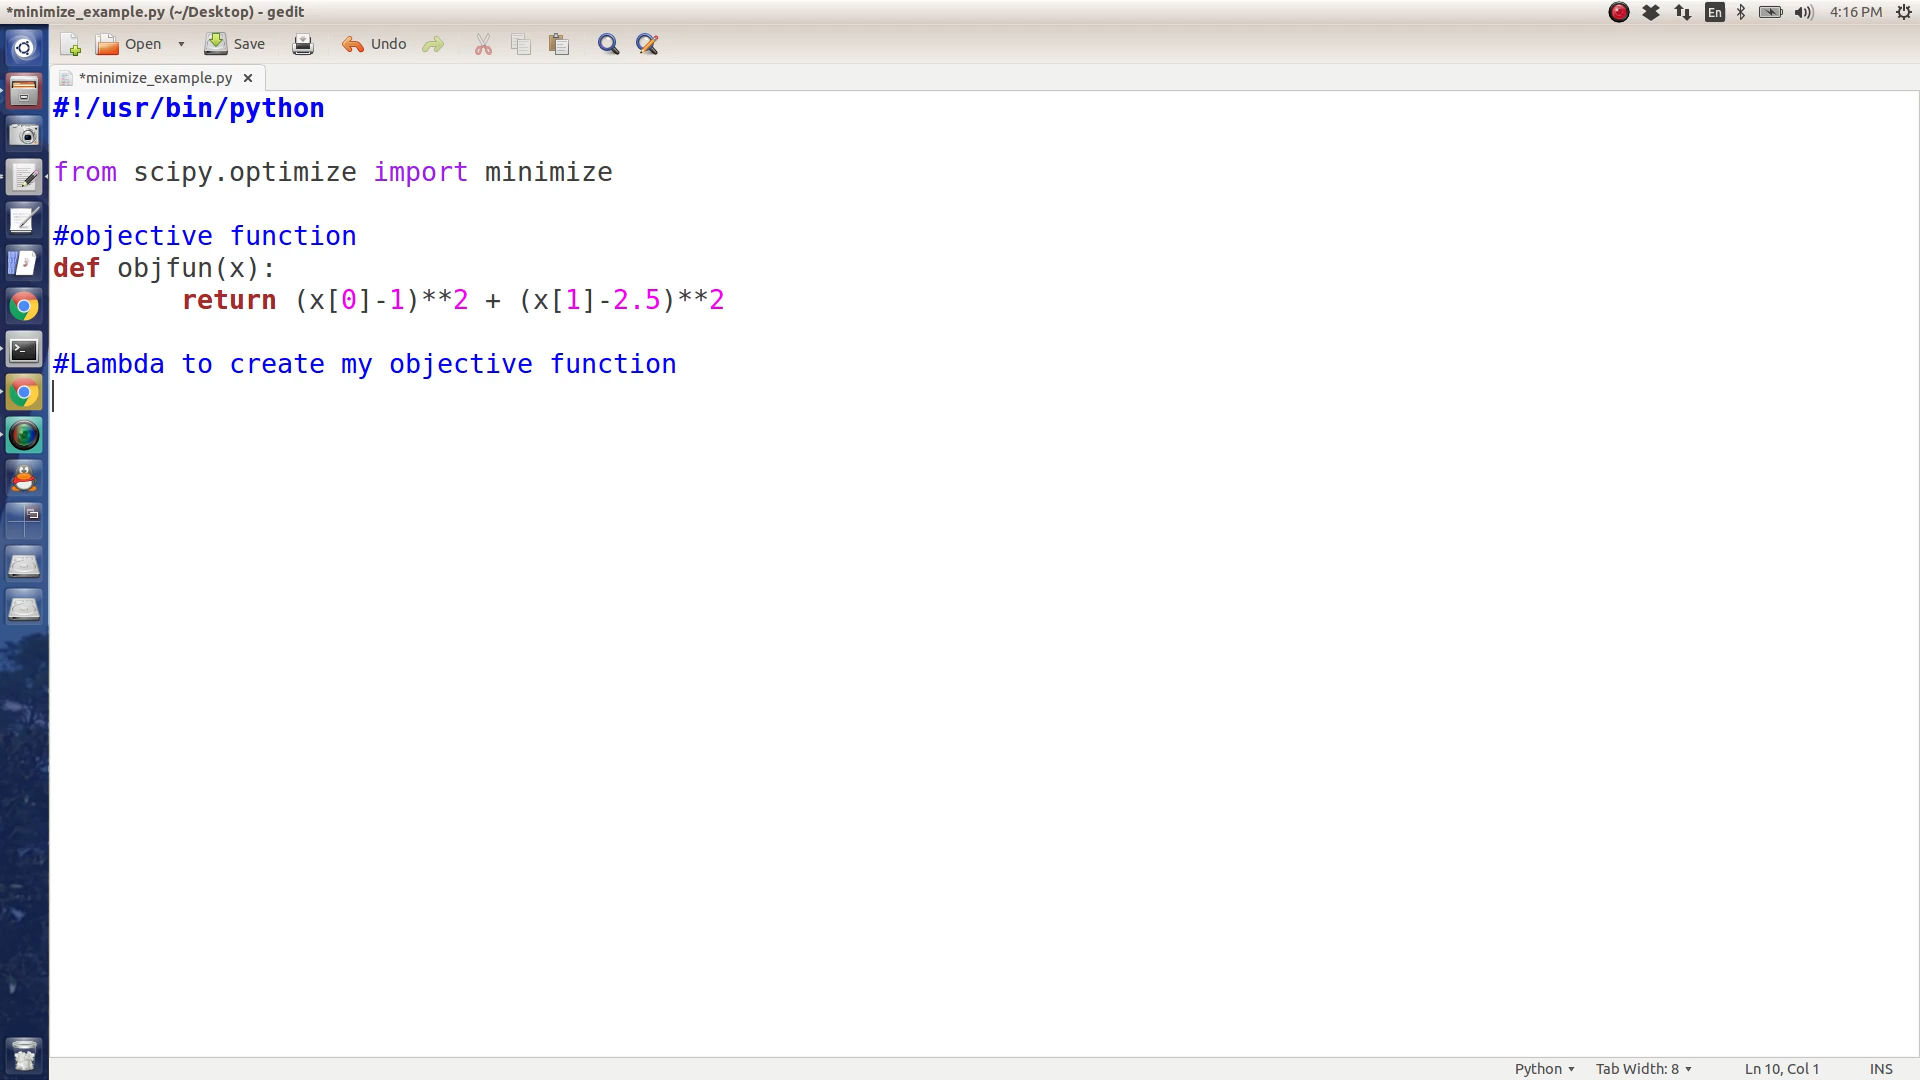 *minimize_example.py (~/Desktop) - gedit
En
4:16 PM
Open
Save
Undo
*minimize_example.py
#!/usr/bin/python
from scipy.optimize import minimize
#objective function
def objfun(x):
return (x[0]-1)**2 + (x[1]-2.5)**2
#Lambda to create my objective function
Python
Tab Width: 8
Ln 10, Col 1
INS